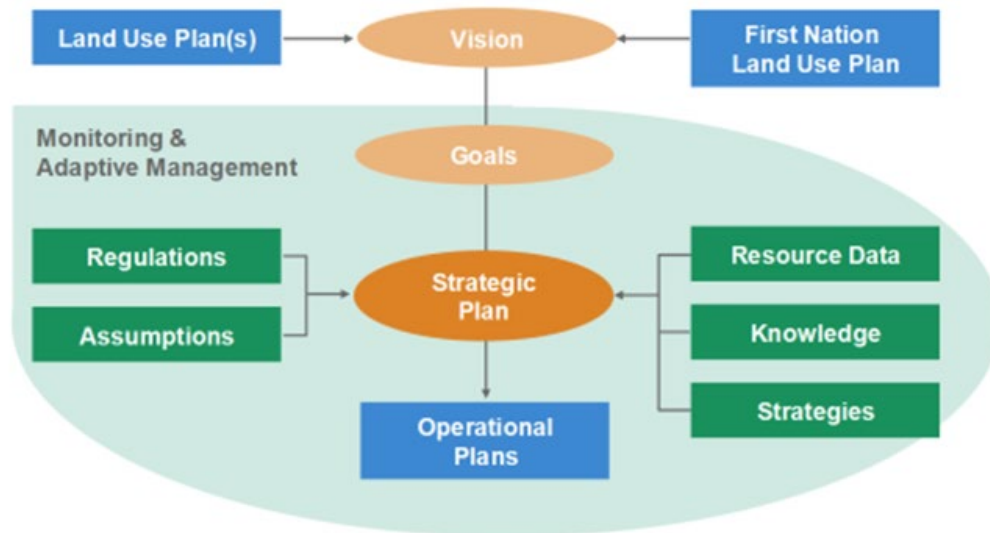 Land Use Plan(s)
Vision
First Nation
Land Use Plan
Monitoring &
Adaptive Management
Goals
Regulations
Assumptions
Strategic
Plan
Resource Data
Knowledge
Strategies
Operational
Plans